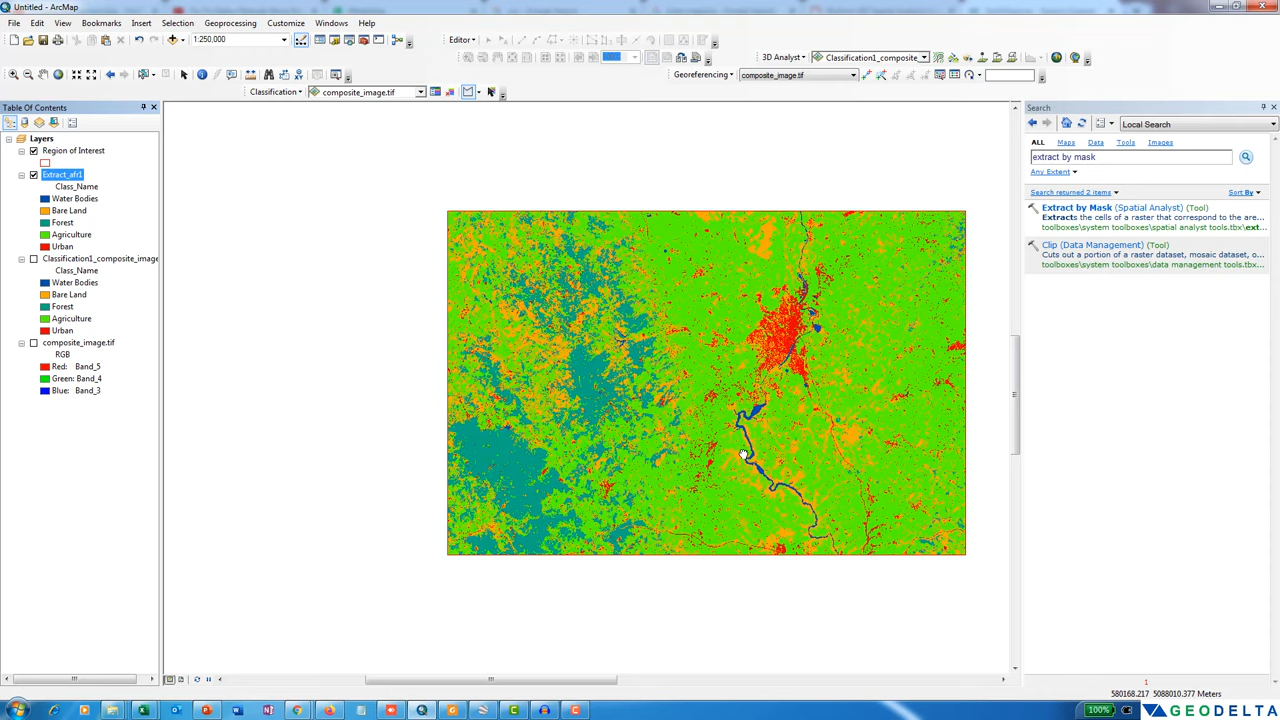 Untitled - ArcMap
File Edit View Bookmarks Insert Selection Geoprocessing Customize Windows Help
1:250,000
Editor
3D Analyst
Classification1_composite_
Georeferencing
composite_image.tif
Classification
composite_image.tif
Table Of Contents
Layers
Region of Interest
Extract_afr1
Class_Name
Water Bodies
Bare Land
Forest
Agriculture
Urban
Classification1_composite_image
Class_Name
Water Bodies
Bare Land
Forest
Agriculture
Urban
composite_image.tif
RGB
Red: Band_5
Green: Band_4
Blue: Band_3
Search
Local Search
ALL Maps Data Tools Images
extract by mask
Any Extent
Search returned 2 items
Sort By
Extract by Mask (Spatial Analyst) (Tool)
Extracts the cells of a raster that correspond to the are...
toolboxes\system toolboxes\spatial analyst tools.tbx\ext
Clip (Data Management) (Tool)
Cuts out a portion of a raster dataset, mosaic dataset, o...
toolboxes\system toolboxes\data management tools.tbx...
1
580168.217 5088010.377 Meters
100%
GEODELTA